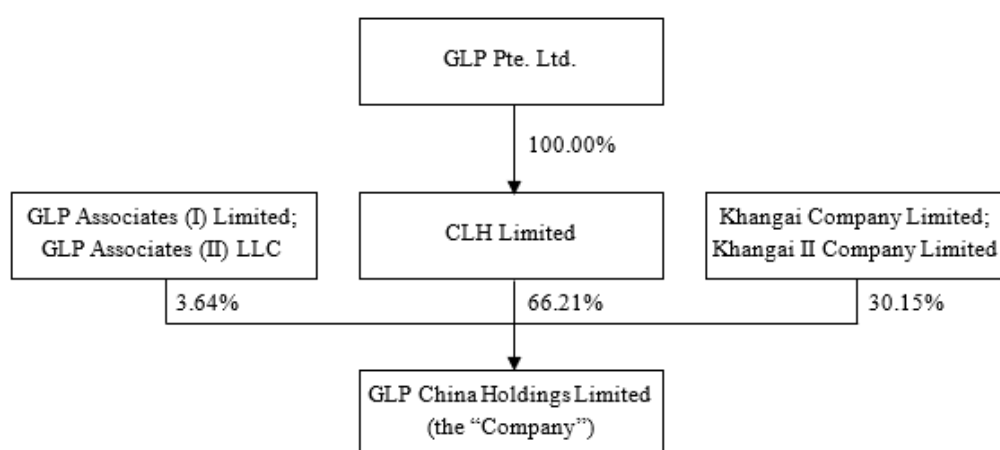 GLP Pte. Ltd.
100.00%
GLP Associates (I) Limited;
GLP Associates (II) LLC
CLH Limited
Khangai Company Limited;
Khangai II Company Limited
3.64%
66.21%
30.15%
GLP China Holdings Limited
(the “Company”)